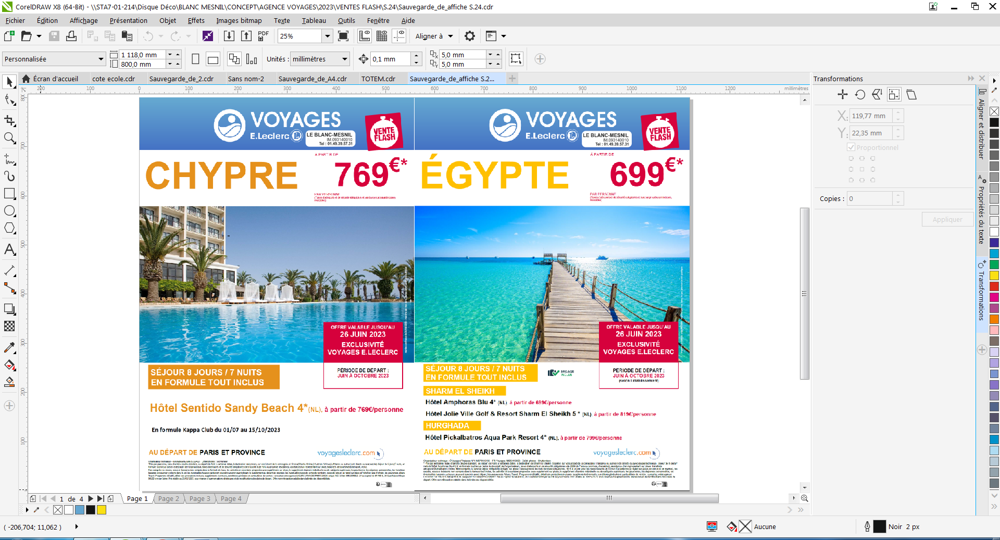 CorelDRAW X8 (64-Bit) - \\STA7-01-214\Disque Déco\BLANC MESNIL\CONCEPT\AGENCE VOYAGES\2023\VENTES FLASH\S.24\Sauvegarde_de_affiche S.24.cdr
Fichier Édition Affichage Présentation Objet Effets Images bitmap Texte Tableau Outils Fenêtre Aide
PDF 25% Aligner à
Personnalisée 1 118,0 mm 800,0 mm Unités : millimètres 0,1 mm 5,0 mm 5,0 mm
Écran d'accueil cote ecole.cdr Sauvegarde_de_2.cdr Sans nom-2 Sauvegarde_de_A4.cdr TOTEM.cdr Sauvegarde_de_affiche S.2...
200 100 0 100 200 300 400 500 600 700 800 900 1000 1100 1200 millimètres
VOYAGES
E.Leclerc L
LE BLANC-MESNIL
IM.093140010
Tel : 01.49.39.57.31
VENTE
FLASH
À PARTIR DE
CHYPRE
769€*
PAR PERSONNE
OFFRE VALABLE JUSQU'AU
26 JUIN 2023
EXCLUSIVITÉ
VOYAGES E.LECLERC
SÉJOUR 8 JOURS / 7 NUITS
EN FORMULE TOUT INCLUS
PÉRIODE DE DÉPART :
JUIN À OCTOBRE 2023
Hôtel Sentido Sandy Beach 4*(NL), à partir de 769€/personne
En formule Kappa Club du 01/07 au 15/10/2023
AU DÉPART DE PARIS ET PROVINCE
voyagesleclerc.com
VOYAGES
E.Leclerc L
LE BLANC-MESNIL
IM.093140010
Tel : 01.49.39.57.31
VENTE
FLASH
À PARTIR DE
ÉGYPTE
699€*
PAR PERSONNE
OFFRE VALABLE JUSQU'AU
26 JUIN 2023
EXCLUSIVITÉ
VOYAGES E.LECLERC
SÉJOUR 8 JOURS / 7 NUITS
EN FORMULE TOUT INCLUS
BAGAGE
INCLUS
PÉRIODE DE DÉPART :
JUIN À OCTOBRE 2023
(selon l'établissement)
SHARM EL SHEIKH
Hôtel Amphoras Blu 4* (NL) à partir de 699€/personne
Hôtel Jolie Ville Golf & Resort Sharm El Sheikh 5 * (NL), à partir de 819€/personne
HURGHADA
Hôtel Pickalbatros Aqua Park Resort 4* (NL), à partir de 799€/personne
AU DÉPART DE PARIS ET PROVINCE
voyagesleclerc.com
Transformations
X: 119,77 mm
Y: 22,35 mm
Proportionnel
Copies : 0
Appliquer
Aligner et distribuer
Propriétés du texte
Transformations
1 de 4 Page 1 Page 2 Page 3 Page 4
( -206,704; 11,062 ) Aucune Noir 2 px